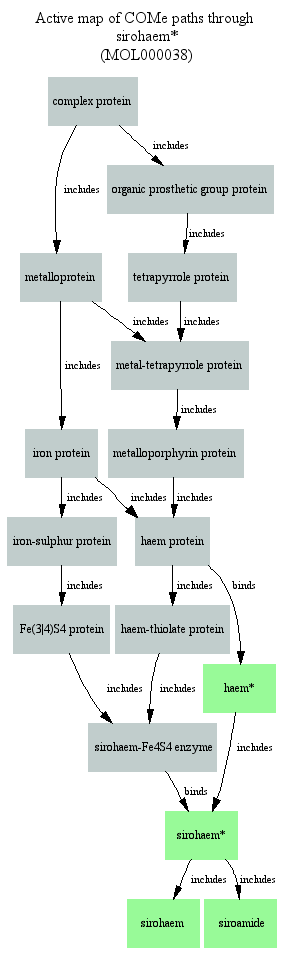 Active map of COMe paths through
sirohaem*
(MOL000038)
complex protein
includes
includes
organic prosthetic group protein
includes
metalloprotein
tetrapyrrole protein
includes
includes
metal-tetrapyrrole protein
includes
includes
iron protein
metalloporphyrin protein
includes
includes
includes
iron-sulphur protein
haem protein
includes
includes
binds
Fe(3|4)S4 protein
haem-thiolate protein
haem*
includes
includes
sirohaem-Fe4S4 enzyme
includes
binds
sirohaem*
includes
includes
sirohaem
siroamide